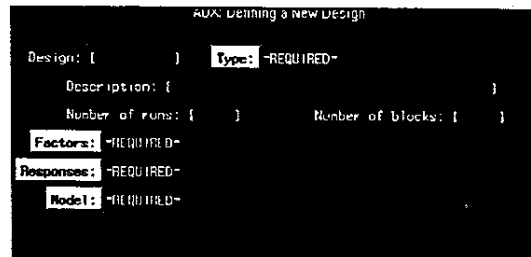 ADX: Defining a New Design
Design: [ ] Type: -REQUIRED-
Description: [ ]
Number of runs: [ ] Number of blocks: [ ]
Factors: -REQUIRED-
Responses: -REQUIRED-
Model: -REQUIRED-